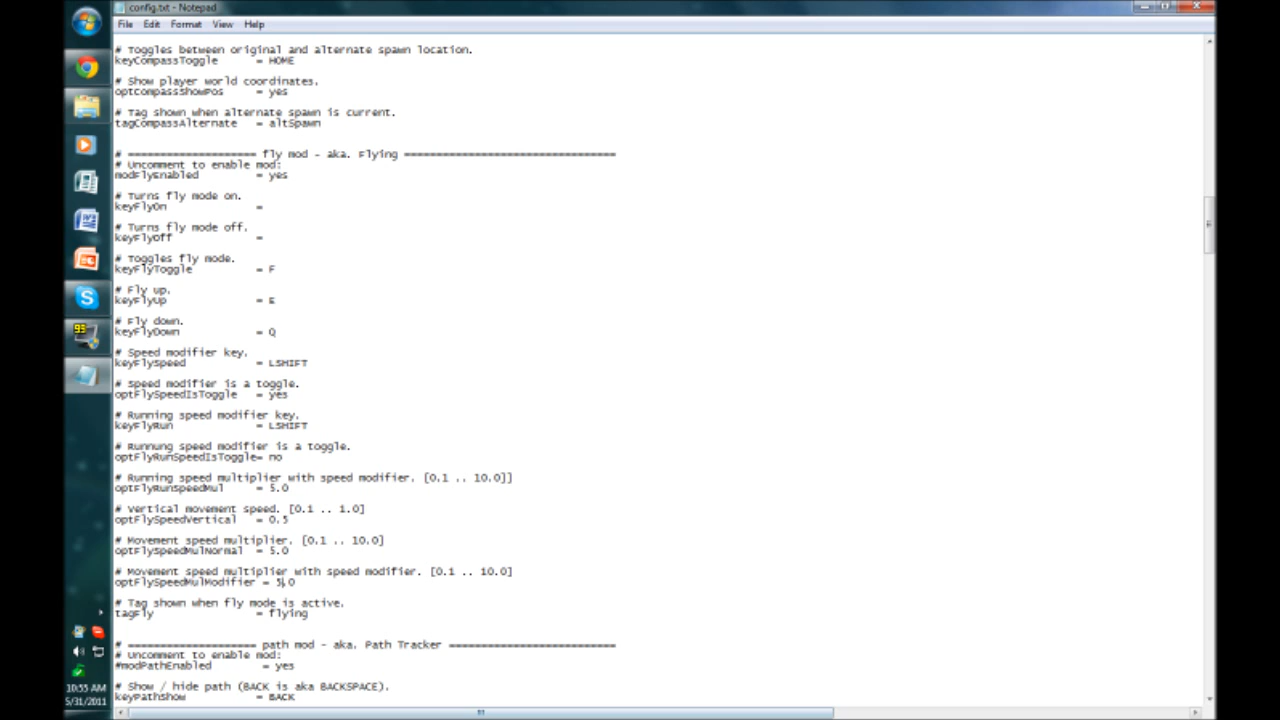 config.txt - Notepad
File Edit Format View Help
# Toggles between original and alternate spawn location.
keyCompassToggle = HOME
# Show player world coordinates.
optCompassShowPos = yes
# Tag shown when alternate spawn is current.
tagCompassAlternate = altSpawn
# ==================== fly mod - aka. Flying =================================
# Uncomment to enable mod:
modFlyEnabled = yes
# Turns fly mode on.
keyFlyOn =
# Turns fly mode off.
keyFlyOff =
# Toggles fly mode.
keyFlyToggle = F
# Fly up.
keyFlyUp = E
# Fly down.
keyFlyDown = Q
# Speed modifier key.
keyFlySpeed = LSHIFT
# Speed modifier is a toggle.
optFlySpeedIsToggle = yes
# Running speed modifier key.
keyFlyRun = LSHIFT
# Runnung speed modifier is a toggle.
optFlyRunSpeedIsToggle= no
# Running speed multiplier with speed modifier. [0.1 .. 10.0]]
optFlyRunSpeedMul = 5.0
# Vertical movement speed. [0.1 .. 1.0]
optFlySpeedVertical = 0.5
# Movement speed multiplier. [0.1 .. 10.0]
optFlySpeedMulNormal = 5.0
# Movement speed multiplier with speed modifier. [0.1 .. 10.0]
optFlySpeedMulModifier = 5.0
# Tag shown when fly mode is active.
tagFly = flying
# ==================== path mod - aka. Path Tracker ==========================
# Uncomment to enable mod:
#modPathEnabled = yes
# Show / hide path (BACK is aka BACKSPACE).
keyPathShow = BACK
99
10:55 AM
5/31/2011